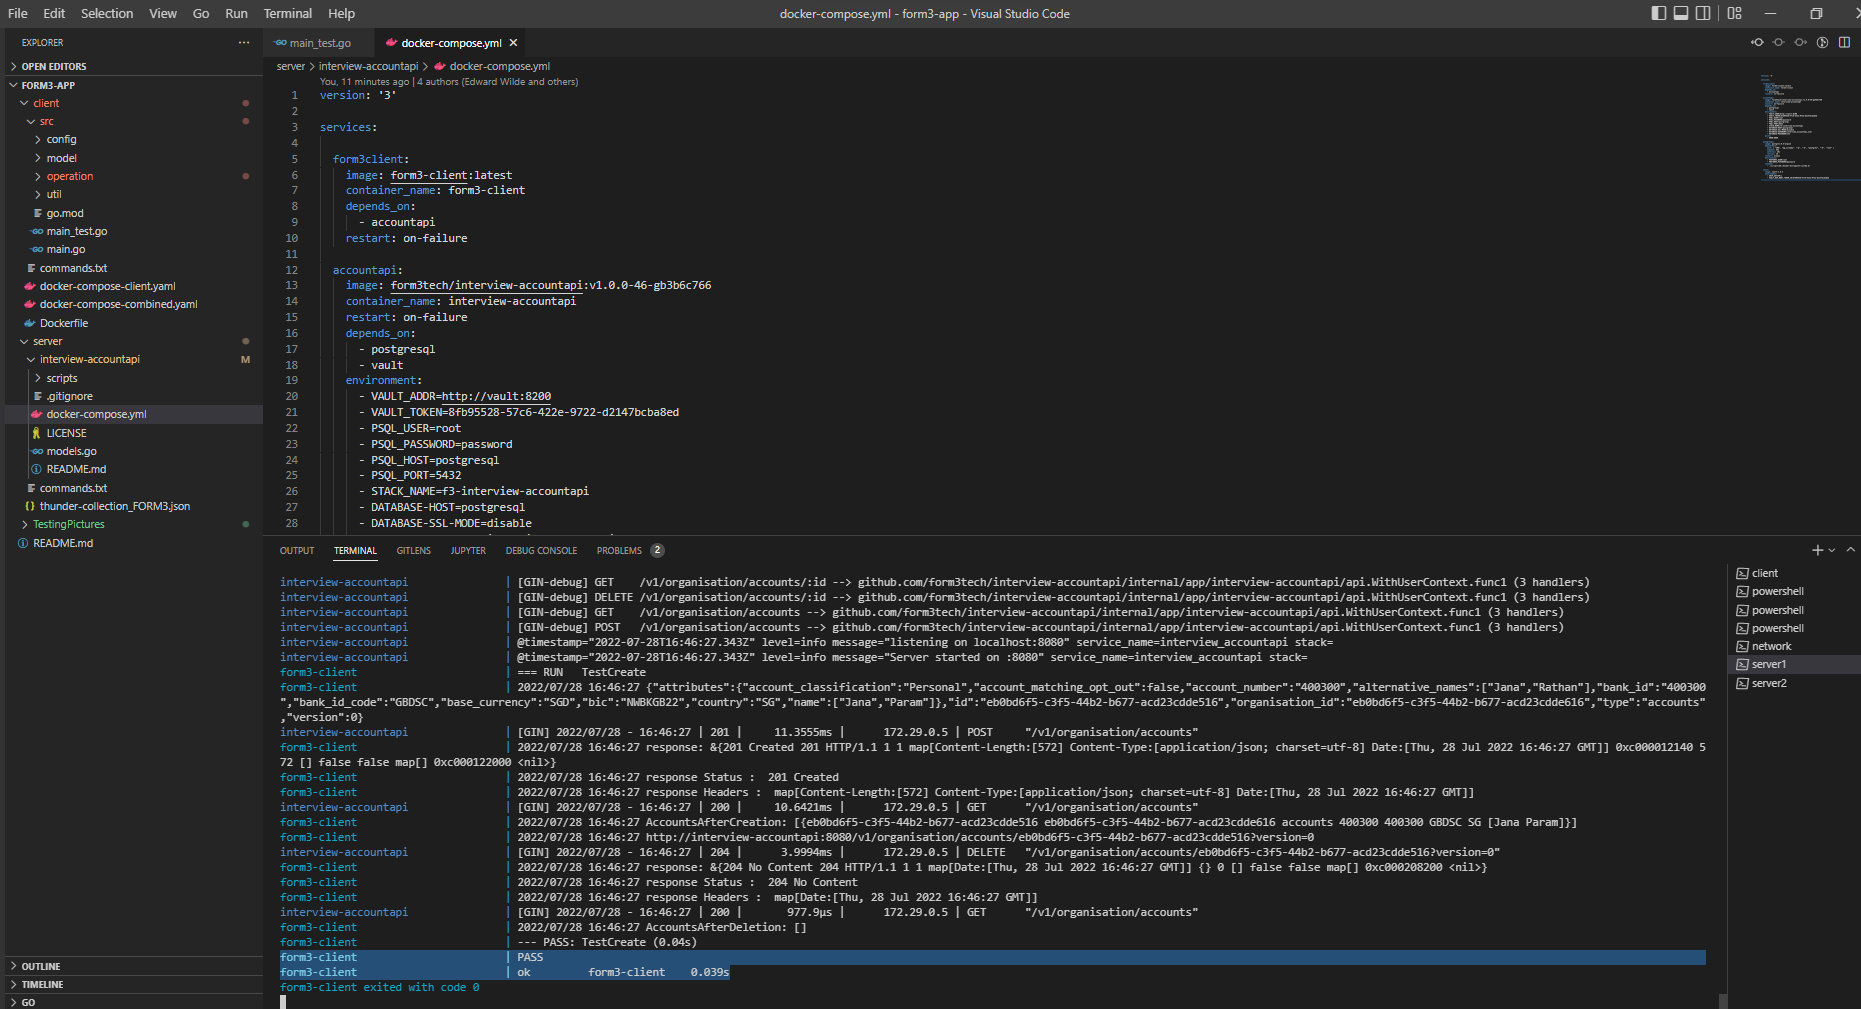 File Edit Selection View Go Run Terminal Help
docker-compose.yml - form3-app - Visual Studio Code
EXPLORER
OPEN EDITORS
FORM3-APP
client
src
config
model
operation
util
go.mod
main_test.go
main.go
commands.txt
docker-compose-client.yaml
docker-compose-combined.yaml
Dockerfile
server
interview-accountapi M
scripts
.gitignore
docker-compose.yml
LICENSE
models.go
README.md
commands.txt
thunder-collection_FORM3.json
TestingPictures
README.md
OUTLINE
TIMELINE
GO
main_test.go docker-compose.yml
server > interview-accountapi > docker-compose.yml
You, 11 minutes ago | 4 authors (Edward Wilde and others)
1 version: '3'
2
3 services:
4
5 form3client:
6 image: form3-client:latest
7 container_name: form3-client
8 depends_on:
9 - accountapi
10 restart: on-failure
11
12 accountapi:
13 image: form3tech/interview-accountapi:v1.0.0-46-gb3b6c766
14 container_name: interview-accountapi
15 restart: on-failure
16 depends_on:
17 - postgresql
18 - vault
19 environment:
20 - VAULT_ADDR=http://vault:8200
21 - VAULT_TOKEN=8fb95528-57c6-422e-9722-d2147bcba8ed
22 - PSQL_USER=root
23 - PSQL_PASSWORD=password
24 - PSQL_HOST=postgresql
25 - PSQL_PORT=5432
26 - STACK_NAME=f3-interview-accountapi
27 - DATABASE-HOST=postgresql
28 - DATABASE-SSL-MODE=disable
OUTPUT TERMINAL GITLENS JUPYTER DEBUG CONSOLE PROBLEMS 2
interview-accountapi | [GIN-debug] GET /v1/organisation/accounts/:id --> github.com/form3tech/interview-accountapi/internal/app/interview-accountapi/api.WithUserContext.func1 (3 handlers)
interview-accountapi | [GIN-debug] DELETE /v1/organisation/accounts/:id --> github.com/form3tech/interview-accountapi/internal/app/interview-accountapi/api.WithUserContext.func1 (3 handlers)
interview-accountapi | [GIN-debug] GET /v1/organisation/accounts --> github.com/form3tech/interview-accountapi/internal/app/interview-accountapi/api.WithUserContext.func1 (3 handlers)
interview-accountapi | [GIN-debug] POST /v1/organisation/accounts --> github.com/form3tech/interview-accountapi/internal/app/interview-accountapi/api.WithUserContext.func1 (3 handlers)
interview-accountapi | @timestamp="2022-07-28T16:46:27.343Z" level=info message="listening on localhost:8080" service_name=interview_accountapi stack=
interview-accountapi | @timestamp="2022-07-28T16:46:27.343Z" level=info message="Server started on :8080" service_name=interview_accountapi stack=
form3-client | === RUN TestCreate
form3-client | 2022/07/28 16:46:27 {"attributes":{"account_classification":"Personal","account_matching_opt_out":false,"account_number":"400300","alternative_names":["Jana","Rathan"],"bank_id":"400300
","bank_id_code":"GBDSC","base_currency":"SGD","bic":"NWBKGB22","country":"SG","name":["Jana","Param"]},"id":"eb0bd6f5-c3f5-44b2-b677-acd23cdde516","organisation_id":"eb0bd6f5-c3f5-44b2-b677-acd23cdde616","type":"accounts"
,"version":0}
interview-accountapi | [GIN] 2022/07/28 - 16:46:27 | 201 | 11.3555ms | 172.29.0.5 | POST "/v1/organisation/accounts"
form3-client | 2022/07/28 16:46:27 response: &{201 Created 201 HTTP/1.1 1 1 map[Content-Length:[572] Content-Type:[application/json; charset=utf-8] Date:[Thu, 28 Jul 2022 16:46:27 GMT]] 0xc000012140 5
72 [] false false map[] 0xc000122000 <nil>}
form3-client | 2022/07/28 16:46:27 response Status : 201 Created
form3-client | 2022/07/28 16:46:27 response Headers : map[Content-Length:[572] Content-Type:[application/json; charset=utf-8] Date:[Thu, 28 Jul 2022 16:46:27 GMT]]
interview-accountapi | [GIN] 2022/07/28 - 16:46:27 | 200 | 10.6421ms | 172.29.0.5 | GET "/v1/organisation/accounts"
form3-client | 2022/07/28 16:46:27 AccountsAfterCreation: [{eb0bd6f5-c3f5-44b2-b677-acd23cdde516 eb0bd6f5-c3f5-44b2-b677-acd23cdde616 accounts 400300 400300 GBDSC SG [Jana Param]}]
form3-client | 2022/07/28 16:46:27 http://interview-accountapi:8080/v1/organisation/accounts/eb0bd6f5-c3f5-44b2-b677-acd23cdde516?version=0
interview-accountapi | [GIN] 2022/07/28 - 16:46:27 | 204 | 3.9994ms | 172.29.0.5 | DELETE "/v1/organisation/accounts/eb0bd6f5-c3f5-44b2-b677-acd23cdde516?version=0"
form3-client | 2022/07/28 16:46:27 response: &{204 No Content 204 HTTP/1.1 1 1 map[Date:[Thu, 28 Jul 2022 16:46:27 GMT]] {} 0 [] false false map[] 0xc000208200 <nil>}
form3-client | 2022/07/28 16:46:27 response Status : 204 No Content
form3-client | 2022/07/28 16:46:27 response Headers : map[Date:[Thu, 28 Jul 2022 16:46:27 GMT]]
interview-accountapi | [GIN] 2022/07/28 - 16:46:27 | 200 | 977.9µs | 172.29.0.5 | GET "/v1/organisation/accounts"
form3-client | 2022/07/28 16:46:27 AccountsAfterDeletion: []
form3-client | --- PASS: TestCreate (0.04s)
form3-client | PASS
form3-client | ok form3-client 0.039s
form3-client exited with code 0
client
powershell
powershell
powershell
network
server1
server2